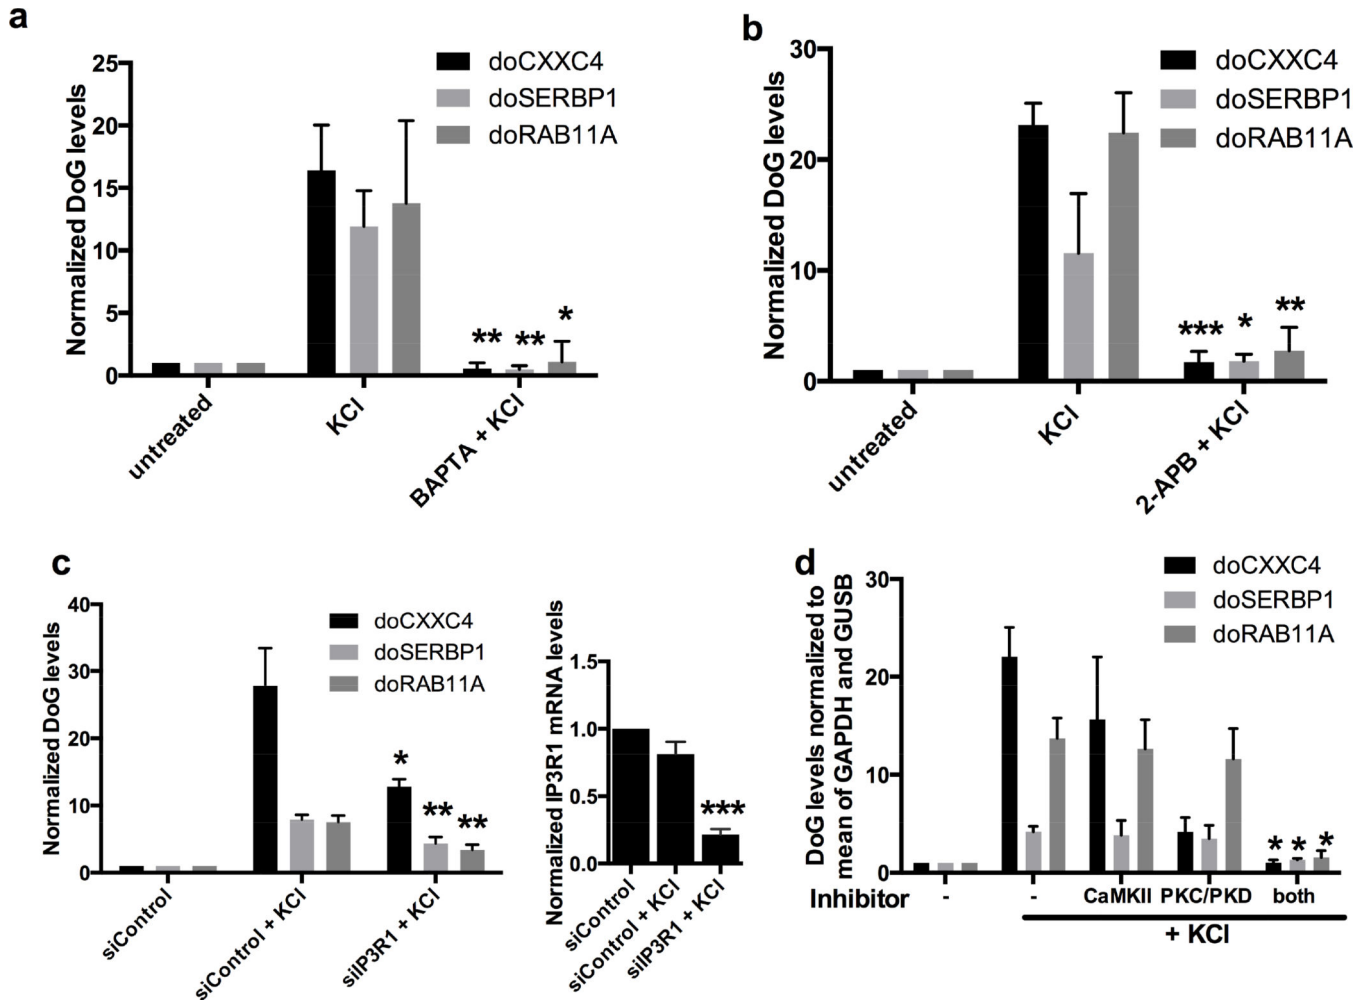 a
25
20
15
10
5
0
Normalized DoG levels
doCXXC4
doSERBP1
doRAB11A
** ** *
untreated
KCl
BAPTA + KCl
b
30
20
10
0
Normalized DoG levels
doCXXC4
doSERBP1
doRAB11A
*** * **
untreated
KCl
2-APB + KCl
c
40
30
20
10
0
Normalized DoG levels
doCXXC4
doSERBP1
doRAB11A
* ** **
siControl
siControl + KCl
siIP3R1 + KCl
1.5
1.0
0.5
0.0
Normalized IP3R1 mRNA levels
***
siControl
siControl + KCl
siIP3R1 + KCl
d
30
20
10
0
DoG levels normalized to
mean of GAPDH and GUSB
doCXXC4
doSERBP1
doRAB11A
* * *
Inhibitor - - CaMKII PKC/PKD both
+ KCl